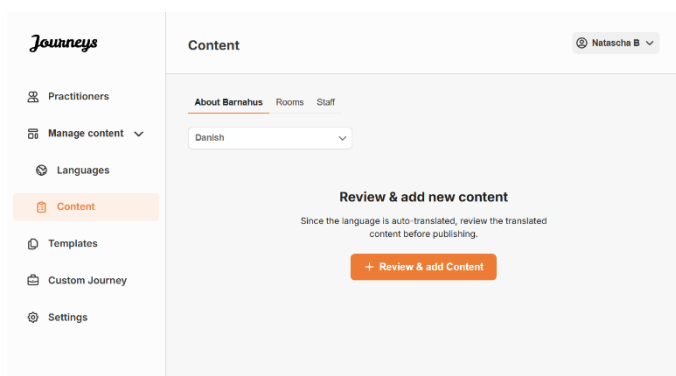 Journeys
Content
Natascha B
Practitioners
Manage content
Languages
Content
Templates
Custom Journey
Settings
About Barnahus Rooms Staff
Danish
Review & add new content
Since the language is auto-translated, review the translated
content before publishing.
+ Review & add Content